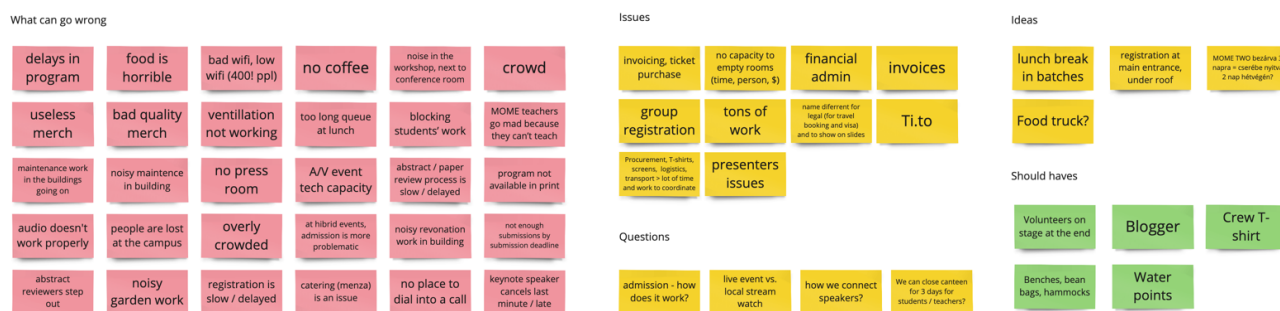 What can go wrong
delays in
program
food is
horrible
bad wifi, low
wifi (400! ppl)
no coffee
noise in the
workshop, next to
conference room
crowd
useless
merch
bad quality
merch
ventillation
not working
too long queue
at lunch
blocking
students' work
MOME teachers
go mad because
they can't teach
maintenance work
in the buildings
going on
noisy maintence
in building
no press
room
A/V event
tech capacity
abstract / paper
review process is
slow / delayed
program not
available in print
audio doesn't
work properly
people are lost
at the campus
overly
crowded
at hibrid events,
admission is more
problematic
noisy revonation
work in building
not enough
submissions by
submission deadline
abstract
reviewers step
out
noisy
garden work
registration is
slow / delayed
catering (menza)
is an issue
no place to
dial into a call
keynote speaker
cancels last
minute / late
Issues
invoicing, ticket
purchase
no capacity to
empty rooms
(time, person, $)
financial
admin
invoices
group
registration
tons of
work
name diferrent for
legal (for travel
booking and visa)
and to show on slides
Ti.to
Procurement, T-shirts,
screens, logistics,
transport > lot of time
and work to coordinate
presenters
issues
Questions
admission - how
does it work?
live event vs.
local stream
watch
how we connect
speakers?
We can close canteen
for 3 days for
students / teachers?
Ideas
lunch break
in batches
registration at
main entrance,
under roof
MOME TWO bezárva
napra = cserébe
2 nap hétvégén?
Food truck?
Should haves
Volunteers on
stage at the end
Blogger
Crew T-
shirt
Benches, bean
bags, hammocks
Water
points